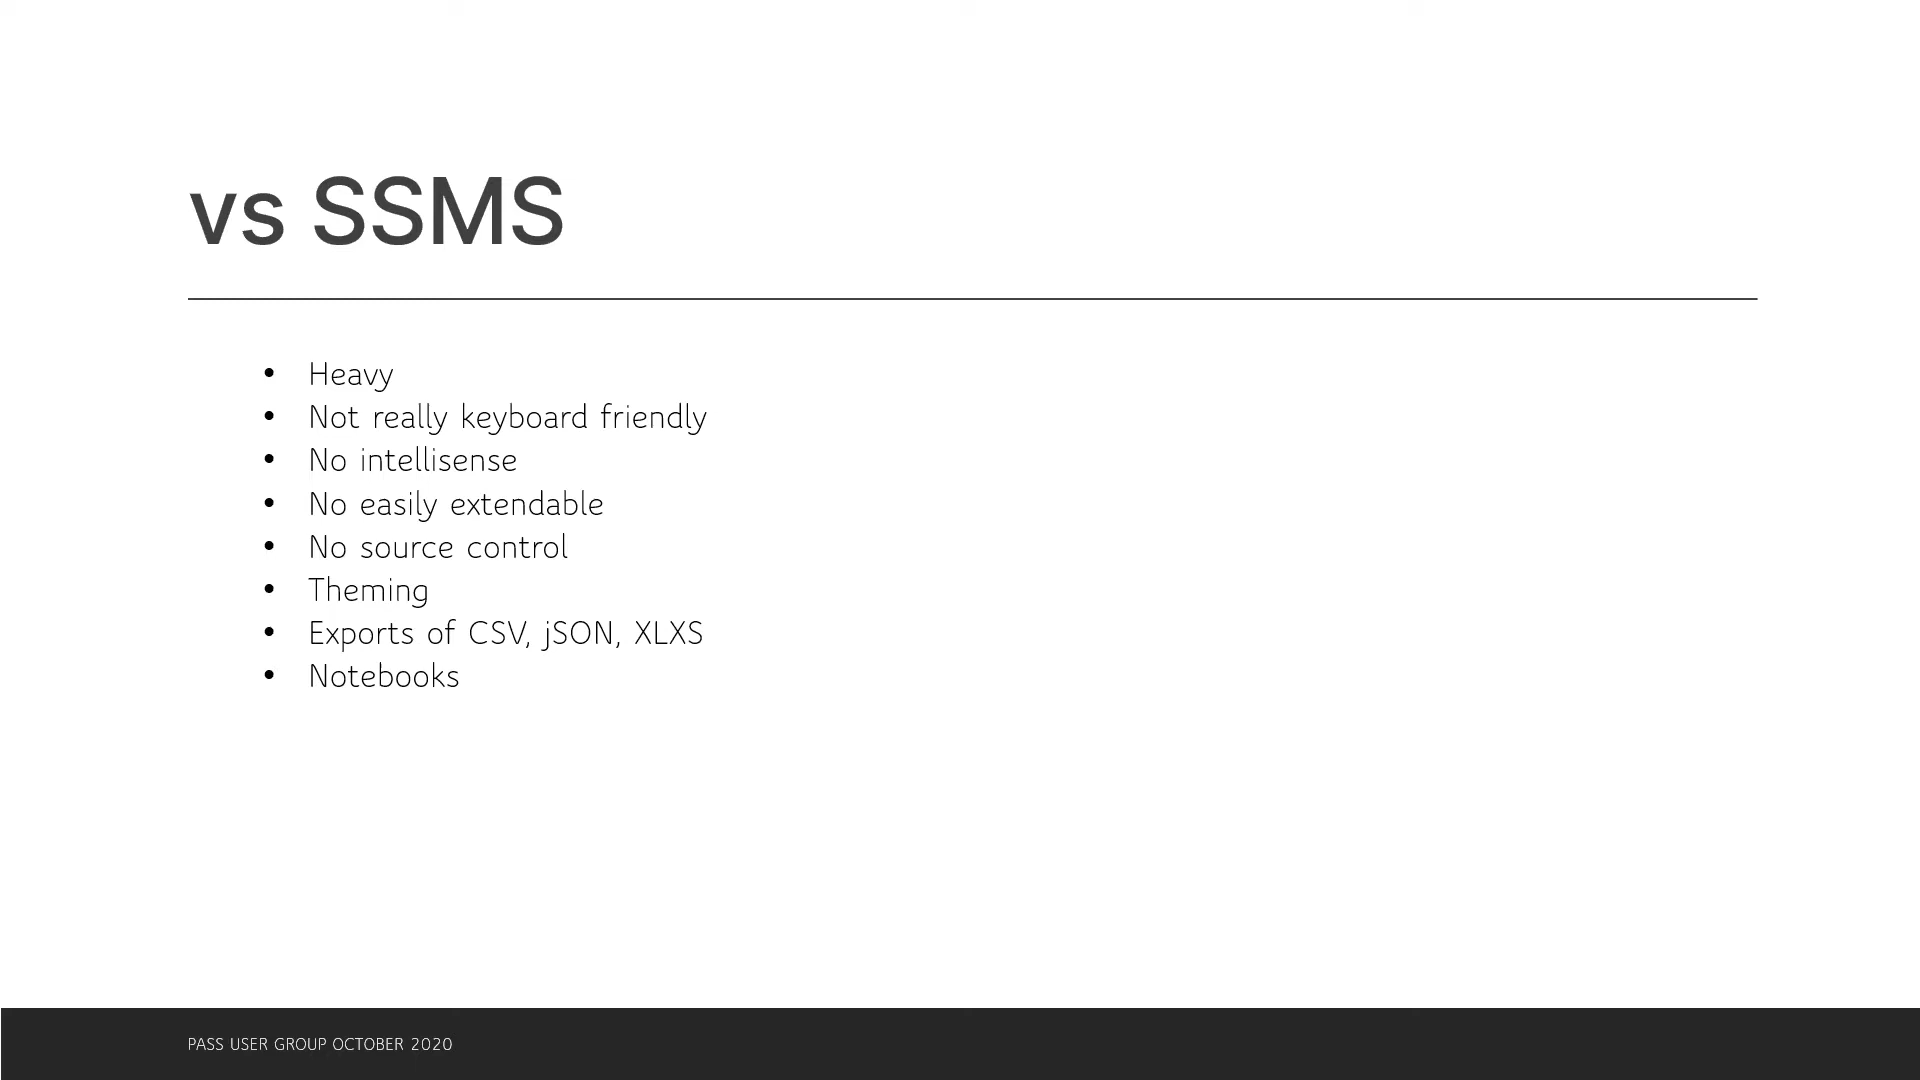 vs SSMS
• Heavy
• Not really keyboard friendly
• No intellisense
• No easily extendable
• No source control
• Theming
• Exports of CSV, jSON, XLXS
• Notebooks
PASS USER GROUP OCTOBER 2020